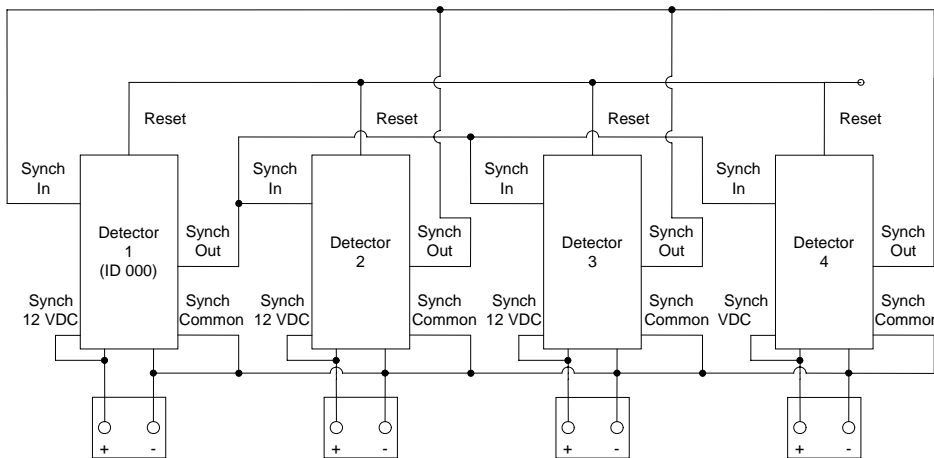 Reset
Reset
Reset
Reset
Synch
In
Synch
In
Synch
In
Synch
In
Detector
1
(ID 000)
Synch
Out
Detector
2
Synch
Out
Detector
3
Synch
Out
Detector
4
Synch
Out
Synch
12 VDC
Synch
Common
Synch
12 VDC
Synch
Common
Synch
12 VDC
Synch
Common
Synch
VDC
Synch
Common
+ -
+ -
+ -
+ -